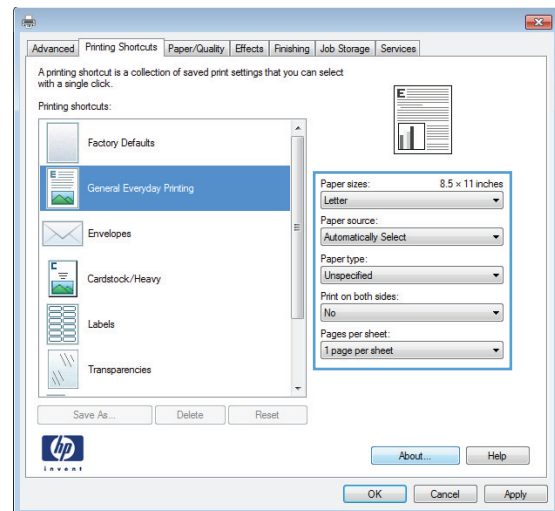 Advanced Printing Shortcuts Paper/Quality Effects Finishing Job Storage Services
A printing shortcut is a collection of saved print settings that you can select
with a single click.
Printing shortcuts:
Factory Defaults
E
General Everyday Printing
Envelopes
C
Cardstock/Heavy
Labels
Transparencies
E
Paper sizes: 8.5 × 11 inches
Letter
Paper source:
Automatically Select
Paper type:
Unspecified
Print on both sides:
No
Pages per sheet:
1 page per sheet
Save As... Delete Reset
hp
invent
About... Help
OK Cancel Apply